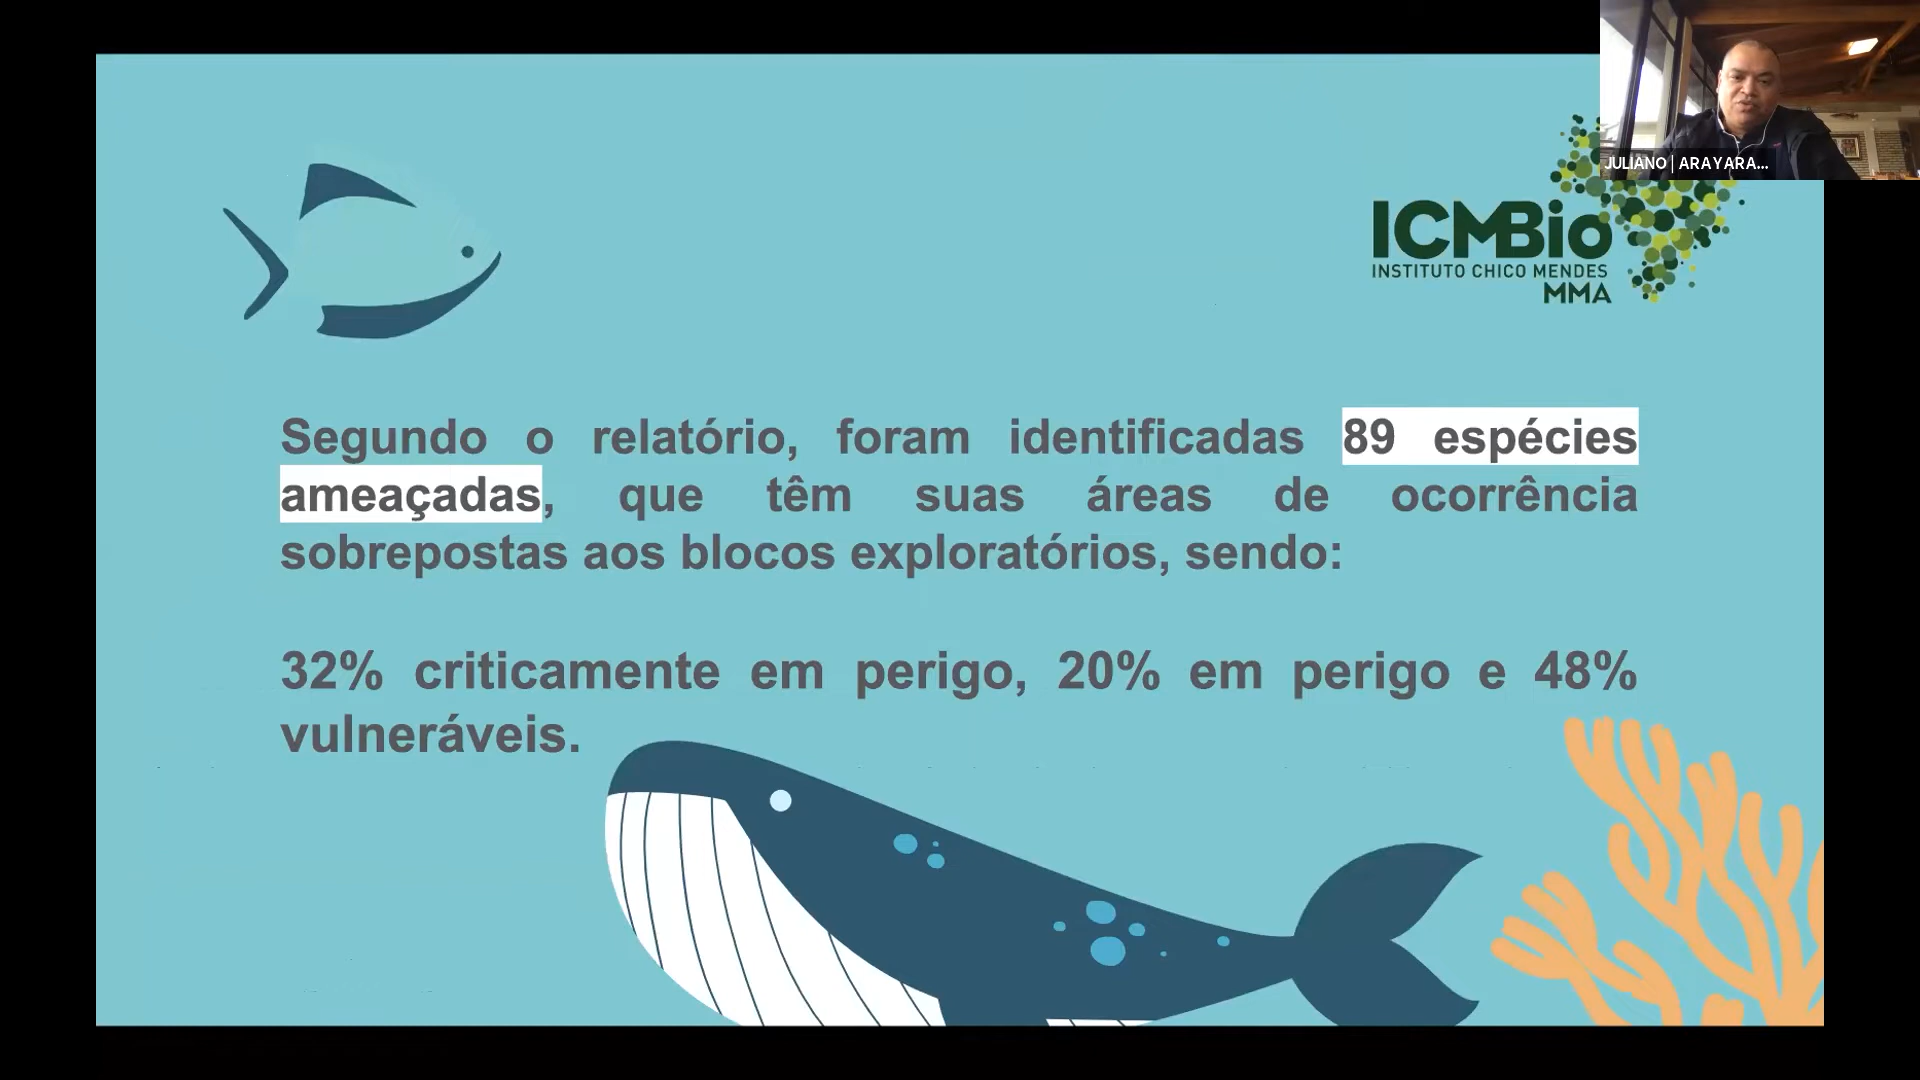 JULIANO | ARAYARA...
ICMBio
INSTITUTO CHICO MENDES
MMA
Segundo o relatório, foram identificadas 89 espécies
ameaçadas, que têm suas áreas de ocorrência
sobrepostas aos blocos exploratórios, sendo:
32% criticamente em perigo, 20% em perigo e 48%
vulneráveis.